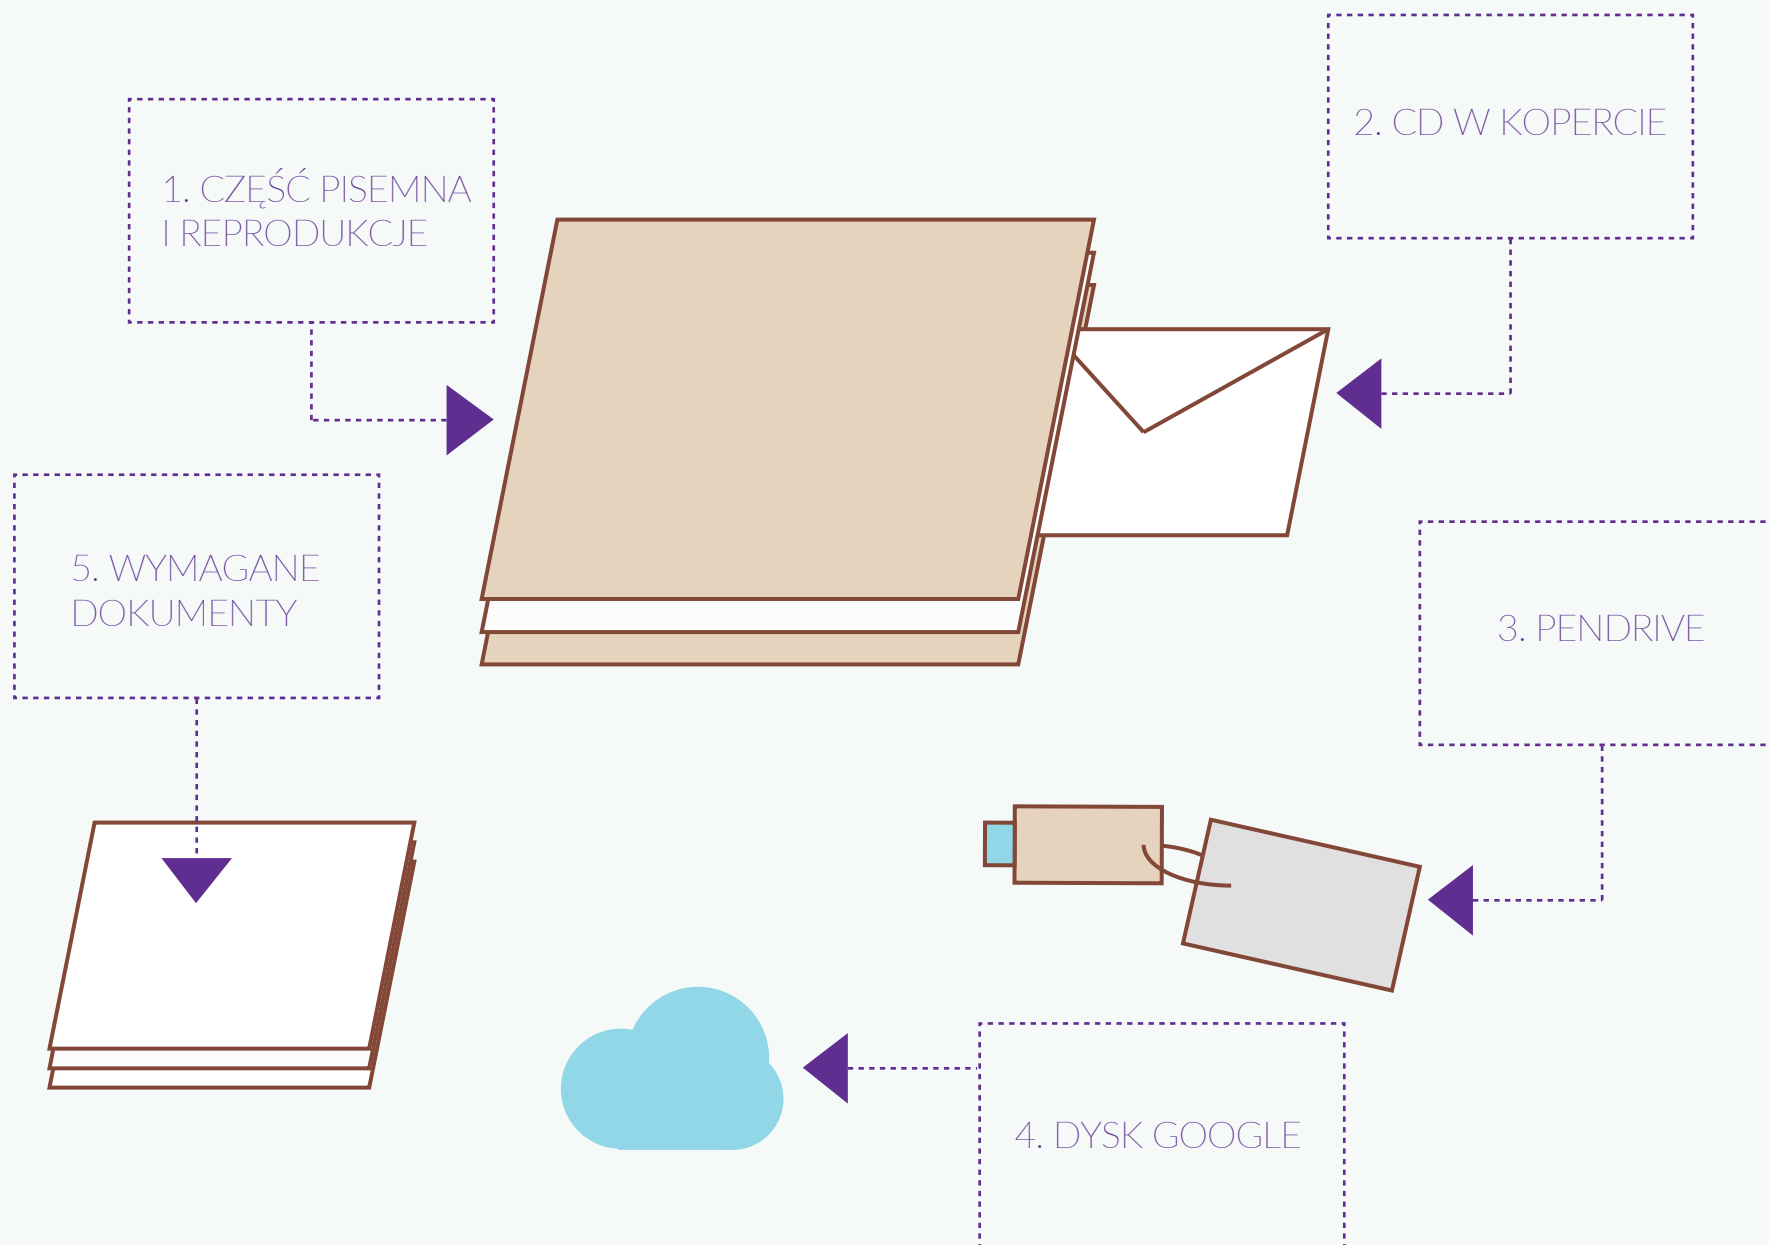 1. CZĘŚĆ PISEMNA
I REPRODUKCJE
2. CD W KOPERCIE
3. PENDRIVE
4. DYSK GOOGLE
5. WYMAGANE
DOKUMENTY